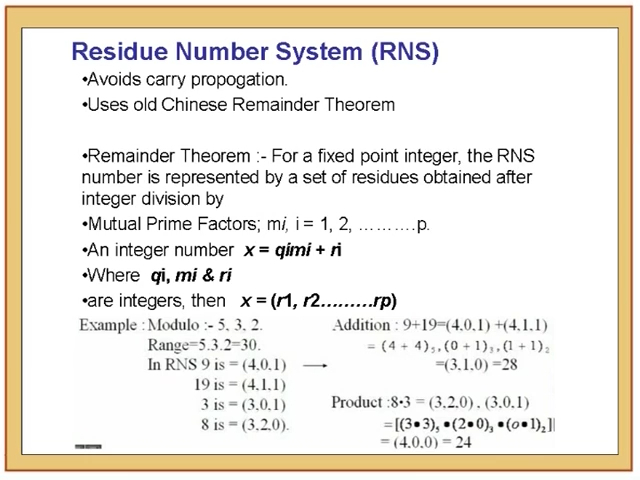 Residue Number System (RNS)
•Avoids carry propogation.
•Uses old Chinese Remainder Theorem
•Remainder Theorem :- For a fixed point integer, the RNS
number is represented by a set of residues obtained after
integer division by
•Mutual Prime Factors; mi, i = 1, 2, ……….p.
•An integer number x = qimi + ri
•Where qi, mi & ri
•are integers, then x = (r1, r2………rp)
Example : Modulo :- 5, 3, 2.
Range=5.3.2=30.
In RNS 9 is = (4,0,1) →
19 is = (4,1,1)
3 is = (3,0,1)
8 is = (3,2,0).
Addition : 9+19=(4,0,1) +(4,1,1)
= (4 + 4)₅,(0 + 1)₃,(1 + 1)₂
=(3,1,0) =28
Product :8•3 = (3,2,0) . (3,0,1)
=[(3•3), •(2•0)₃ •(o•1)₂]|
= (4,0,0) = 24